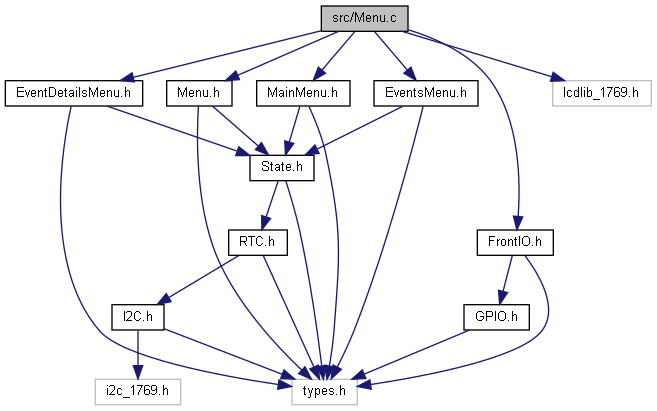 src/Menu.c
EventDetailsMenu.h
Menu.h
MainMenu.h
EventsMenu.h
lcdlib_1769.h
State.h
RTC.h
FrontIO.h
I2C.h
GPIO.h
i2c_1769.h
types.h